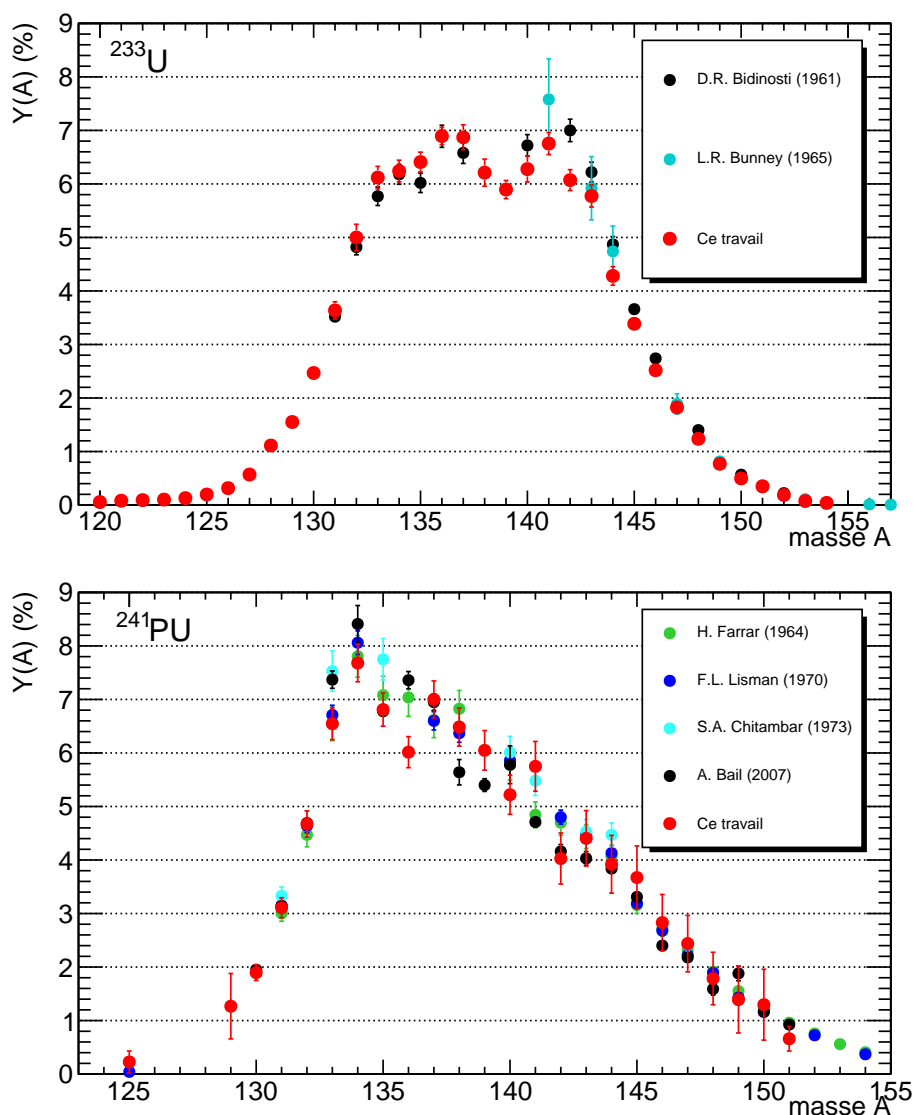 Y(A) (%)
²³³U
D.R. Bidinosti (1961)
L.R. Bunney (1965)
Ce travail
9
8
7
6
5
4
3
2
1
0
120 125 130 135 140 145 150 155
masse A
Y(A) (%)
²⁴¹PU
H. Farrar (1964)
F.L. Lisman (1970)
S.A. Chitambar (1973)
A. Bail (2007)
Ce travail
9
8
7
6
5
4
3
2
1
0
125 130 135 140 145 150 155
masse A